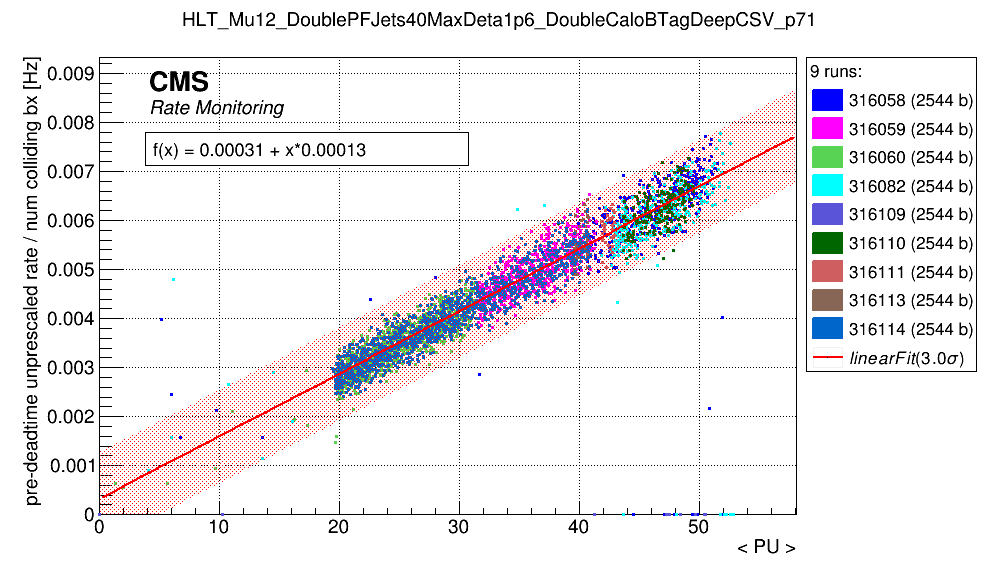 HLT_Mu12_DoublePFJets40MaxDeta1p6_DoubleCaloBTagDeepCSV_p71
pre-deadtime unprescaled rate / num colliding bx [Hz]
0.009
0.008
0.007
0.006
0.005
0.004
0.003
0.002
0.001
0
CMS
Rate Monitoring
f(x) = 0.00031 + x*0.00013
0 10 20 30 40 50
< PU >
9 runs:
316058 (2544 b)
316059 (2544 b)
316060 (2544 b)
316082 (2544 b)
316109 (2544 b)
316110 (2544 b)
316111 (2544 b)
316113 (2544 b)
316114 (2544 b)
linearFit(3.0σ)